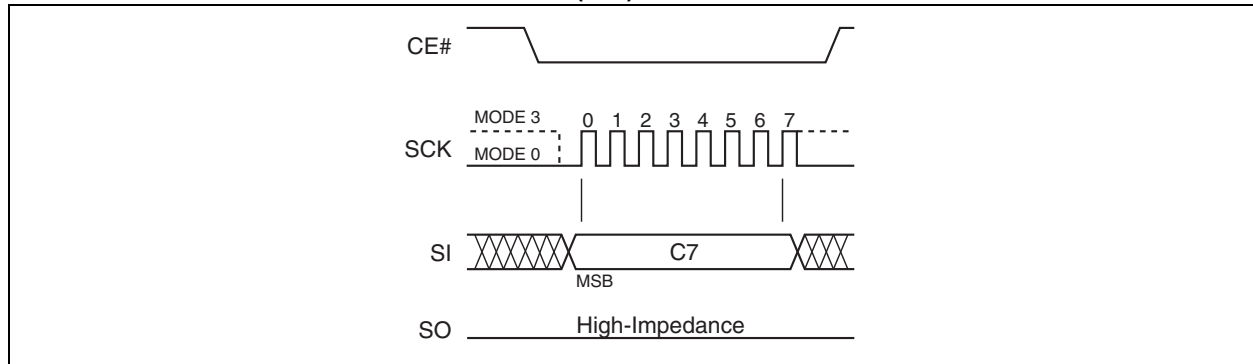 CE#
MODE 3
0 1 2 3 4 5 6 7
SCK
MODE 0
SI
C7
MSB
SO
High-Impedance